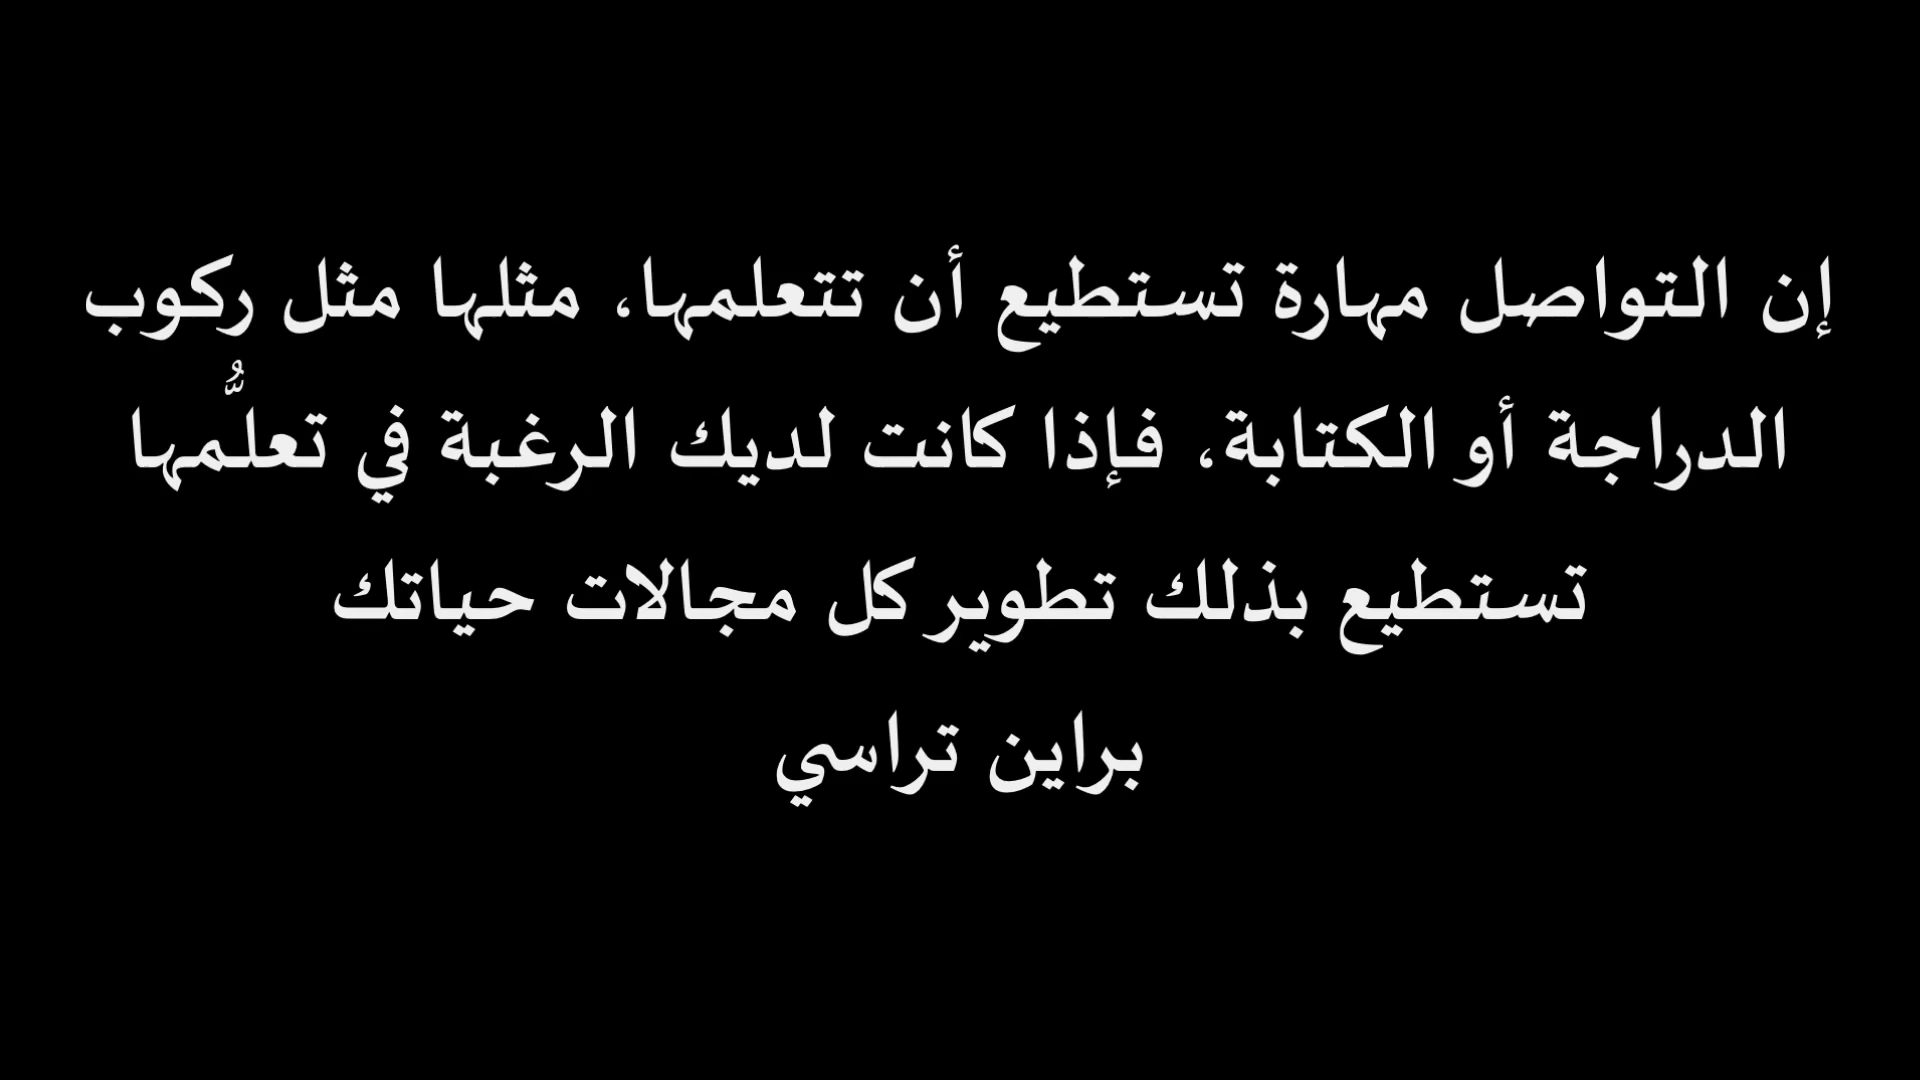 إن التواصل مهارة تستطيع أن تتعلمها، مثلها مثل ركوب
الدراجة أو الكتابة، فإذا كانت لديك الرغبة في تعلُّمها
تستطيع بذلك تطوير كل مجالات حياتك
براين تراسي